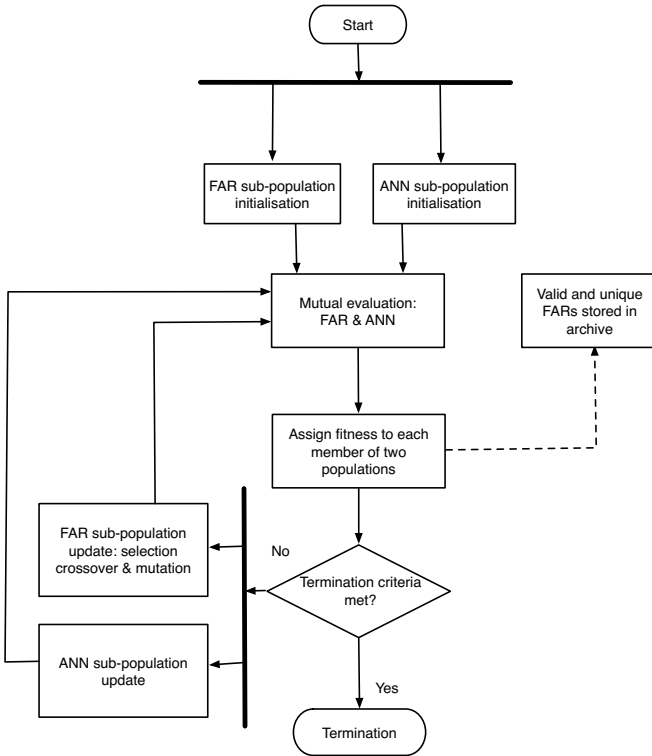 Start
FAR sub-population
initialisation
ANN sub-population
initialisation
Mutual evaluation:
FAR & ANN
Valid and unique
FARs stored in
archive
Assign fitness to each
member of two
populations
FAR sub-population
update: selection
crossover & mutation
No
Termination criteria
met?
ANN sub-population
update
Yes
Termination